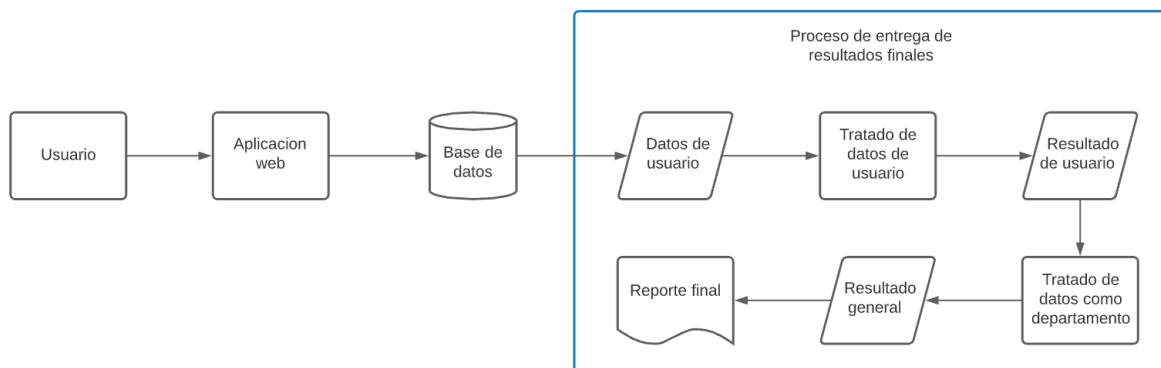 Proceso de entrega de
resultados finales
Usuario
Aplicacion
web
Base de
datos
Datos de
usuario
Tratado de
datos de
usuario
Resultado
de usuario
Tratado de
datos como
departamento
Resultado
general
Reporte final